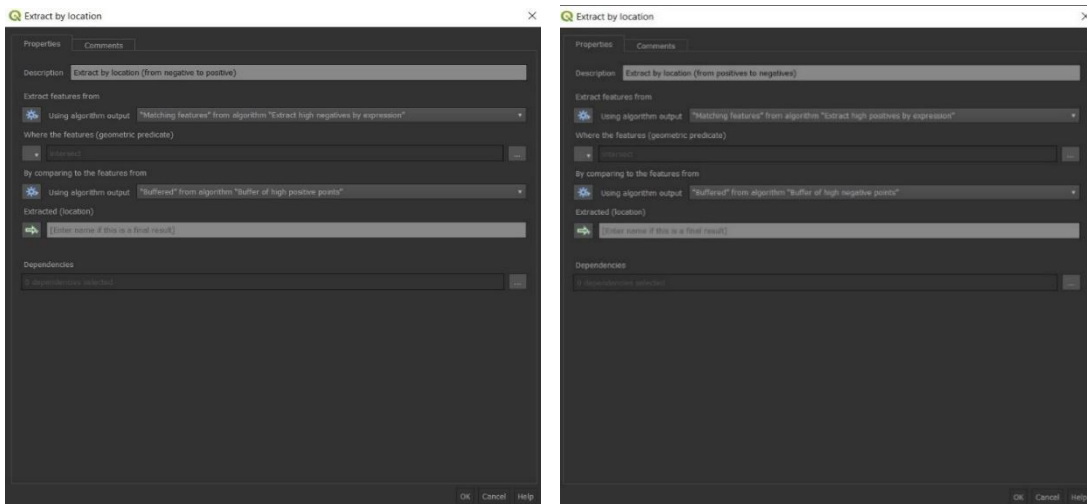 Extract by location
Properties
Comments
Description
Extract by location (from negative to positive)
Extract features from
Using algorithm output
"Matching features" from algorithm "Extract high negatives by expression"
Where the features (geometric predicate)
intersect
...
By comparing to the features from
Using algorithm output
"Buffered" from algorithm "Buffer of high positive points"
Extracted (location)
[Enter name if this is a final result]
Dependencies
0 dependencies selected
...
OK
Cancel
Help
Extract by location
Properties
Comments
Description
Extract by location (from positives to negatives)
Extract features from
Using algorithm output
"Matching features" from algorithm "Extract high positives by expression"
Where the features (geometric predicate)
intersect
...
By comparing to the features from
Using algorithm output
"Buffered" from algorithm "Buffer of high negative points"
Extracted (location)
[Enter name if this is a final result]
Dependencies
0 dependencies selected
...
OK
Cancel
Help